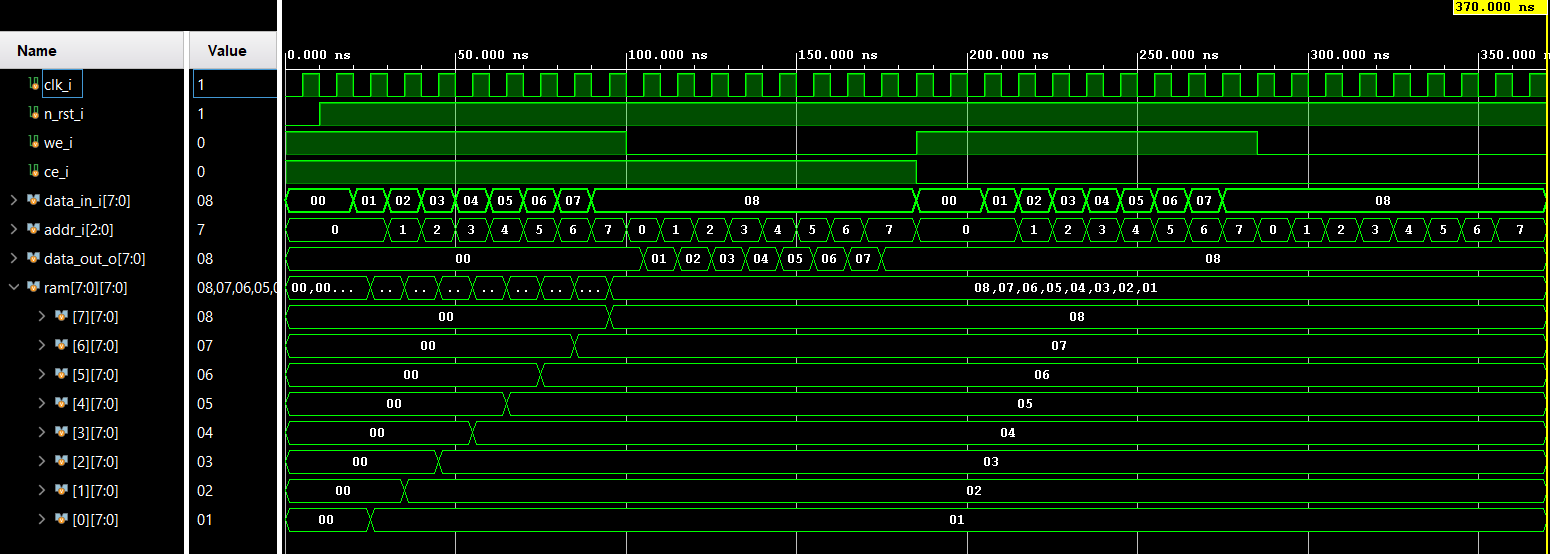 370.000 ns
Name Value
0.000 ns 50.000 ns 100.000 ns 150.000 ns 200.000 ns 250.000 ns 300.000 ns 350.000 n
clk_i 1
n_rst_i 1
we_i 0
ce_i 0
data_in_i[7:0] 08 00 01 02 03 04 05 06 07 08 00 01 02 03 04 05 06 07 08
addr_i[2:0] 7 0 1 2 3 4 5 6 7 0 1 2 3 4 5 6 7 0 1 2 3 4 5 6 7 0 1 2 3 4 5 6 7
data_out_o[7:0] 08 00 01 02 03 04 05 06 07 08
ram[7:0][7:0] 08,07,06,05,0 00,00... .. .. .. .. .. .. ... 08,07,06,05,04,03,02,01
[7][7:0] 08 00 08
[6][7:0] 07 00 07
[5][7:0] 06 00 06
[4][7:0] 05 00 05
[3][7:0] 04 00 04
[2][7:0] 03 00 03
[1][7:0] 02 00 02
[0][7:0] 01 00 01